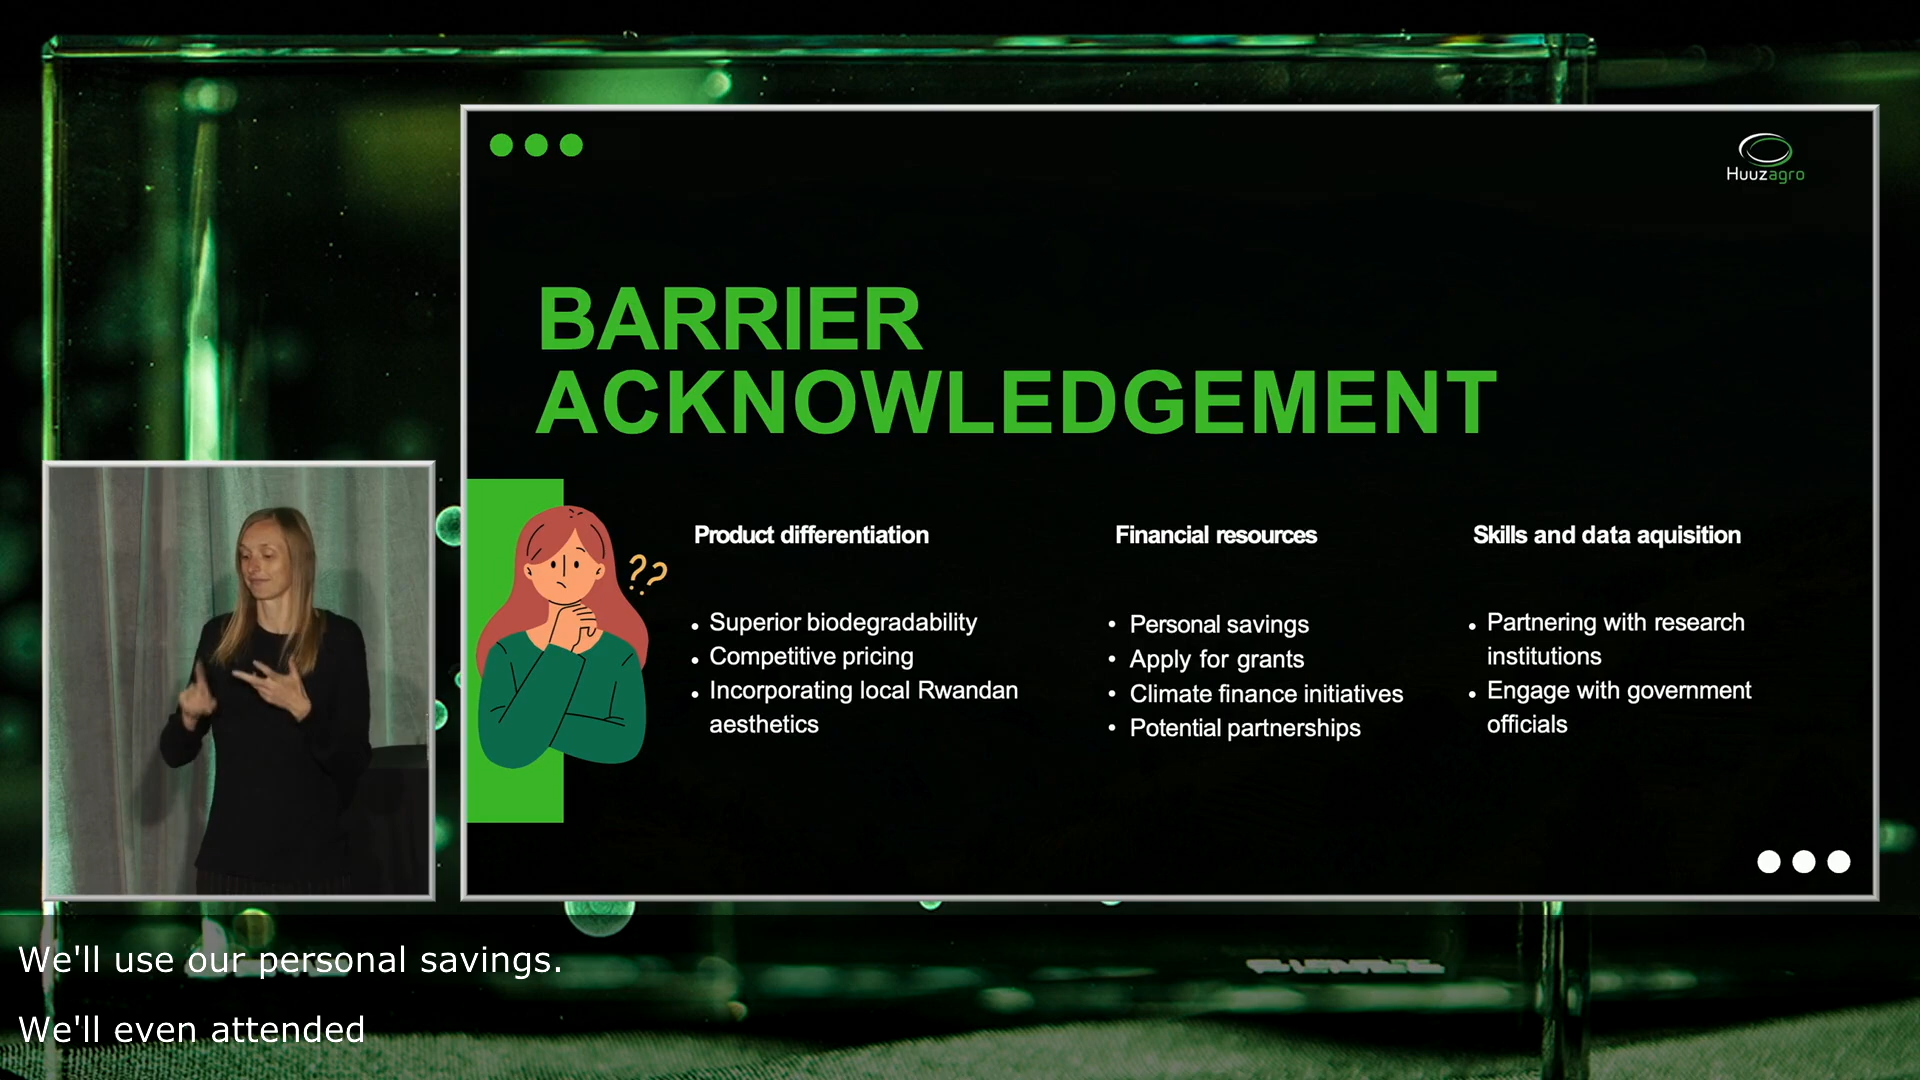 Huuzagro
BARRIER
ACKNOWLEDGEMENT
Product differentiation
Superior biodegradability
Competitive pricing
Incorporating local Rwandan
aesthetics
??
Financial resources
Personal savings
Apply for grants
Climate finance initiatives
Potential partnerships
Skills and data aquisition
Partnering with research
institutions
Engage with government
officials
We'll use our personal savings.
We'll even attended